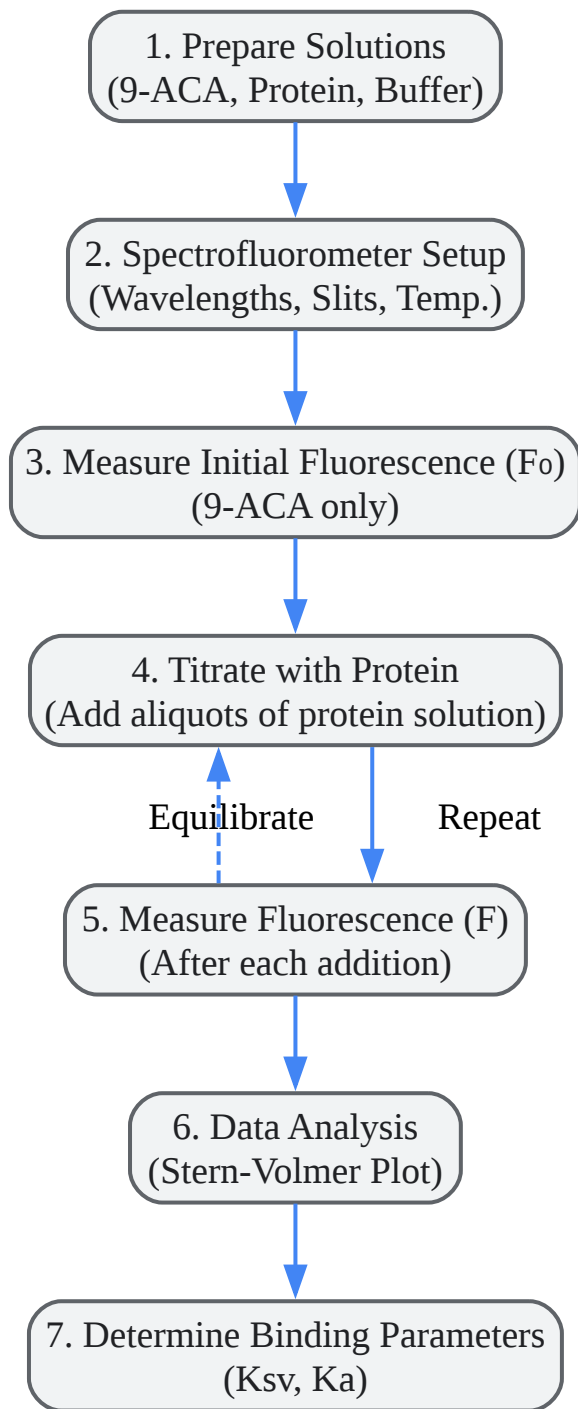 1. Prepare Solutions
(9-ACA, Protein, Buffer)
2. Spectrofluorometer Setup
(Wavelengths, Slits, Temp.)
3. Measure Initial Fluorescence (F₀)
(9-ACA only)
4. Titrate with Protein
(Add aliquots of protein solution)
Equilibrate Repeat
5. Measure Fluorescence (F)
(After each addition)
6. Data Analysis
(Stern-Volmer Plot)
7. Determine Binding Parameters
(Ksv, Ka)